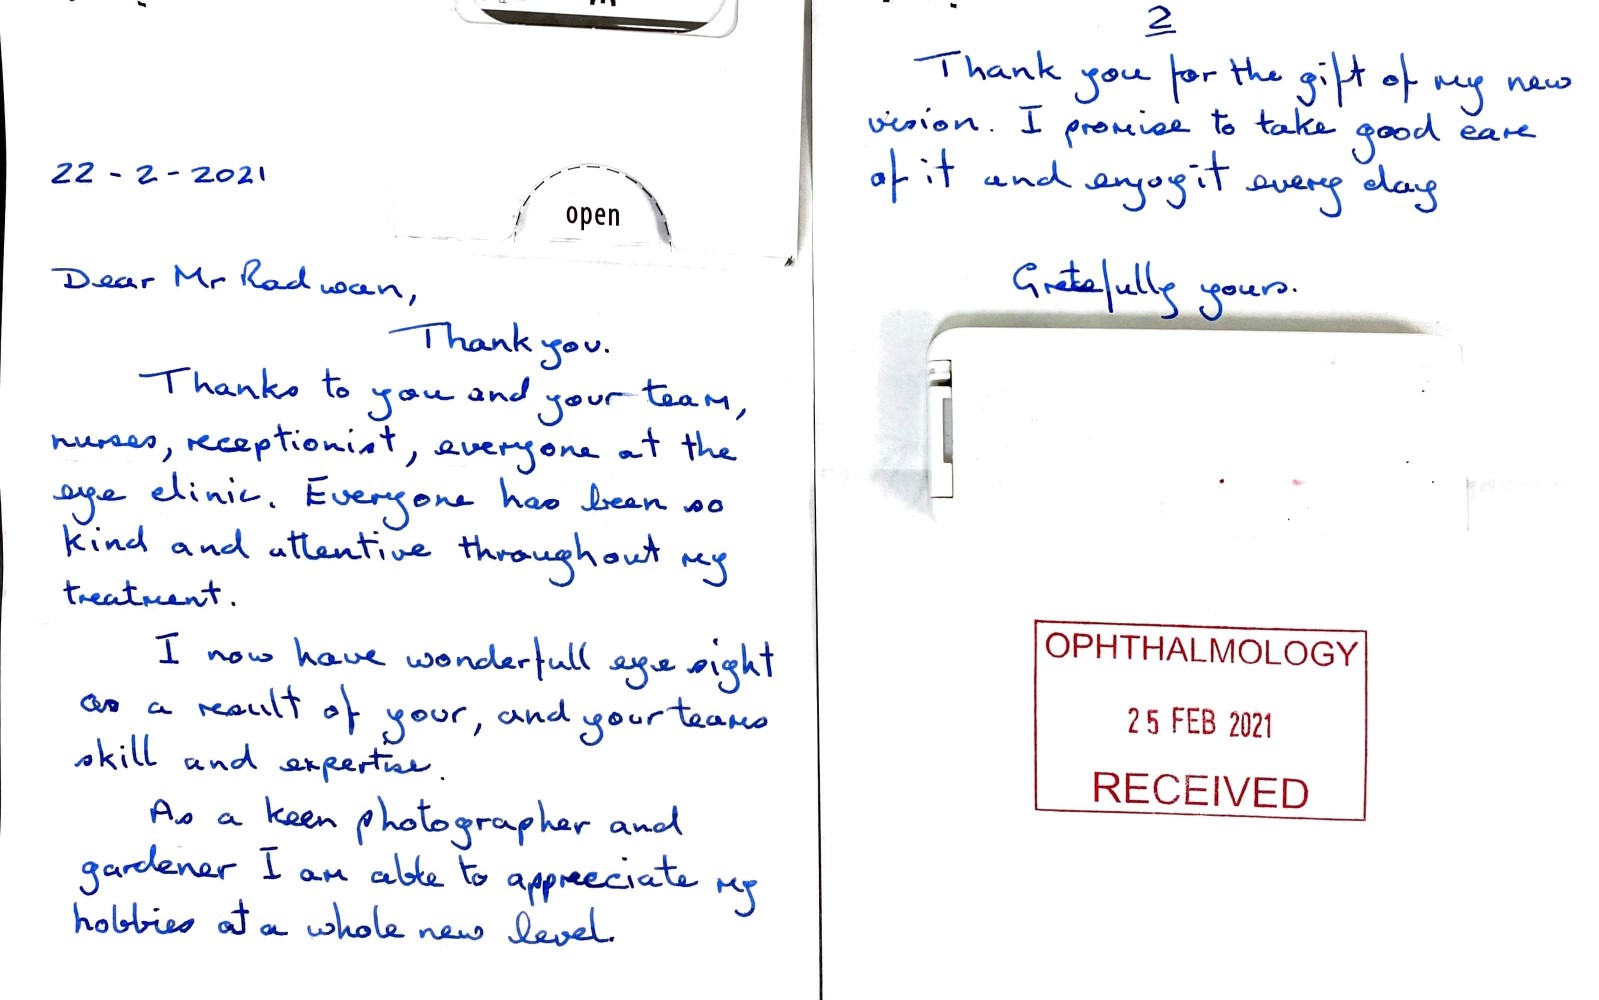 22 - 2 - 2021
open
Dear Mr Radwan,
Thank you.
Thanks to you and your team,
nurses, receptionist, everyone at the
eye clinic. Everyone has been so
kind and attentive throughout my
treatment.
I now have wonderfull eye sight
as a result of your, and your teams
skill and expertise.
As a keen photographer and
gardener I am able to appreeciate my
hobbies at a whole new level.
2
Thank you for the gift of my new
vision. I promise to take good care
of it and enjoy it every day
Gratefully yours.
OPHTHALMOLOGY
25 FEB 2021
RECEIVED